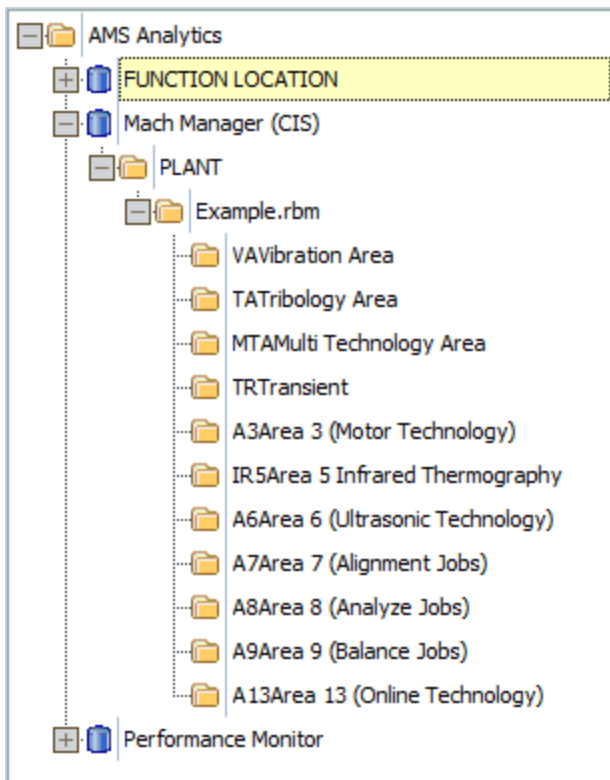 AMS Analytics
FUNCTION LOCATION
Mach Manager (CIS)
PLANT
Example.rbm
VAVibration Area
TATribology Area
MTAMulti Technology Area
TRTransient
A3Area 3 (Motor Technology)
IR5Area 5 Infrared Thermography
A6Area 6 (Ultrasonic Technology)
A7Area 7 (Alignment Jobs)
A8Area 8 (Analyze Jobs)
A9Area 9 (Balance Jobs)
A13Area 13 (Online Technology)
Performance Monitor